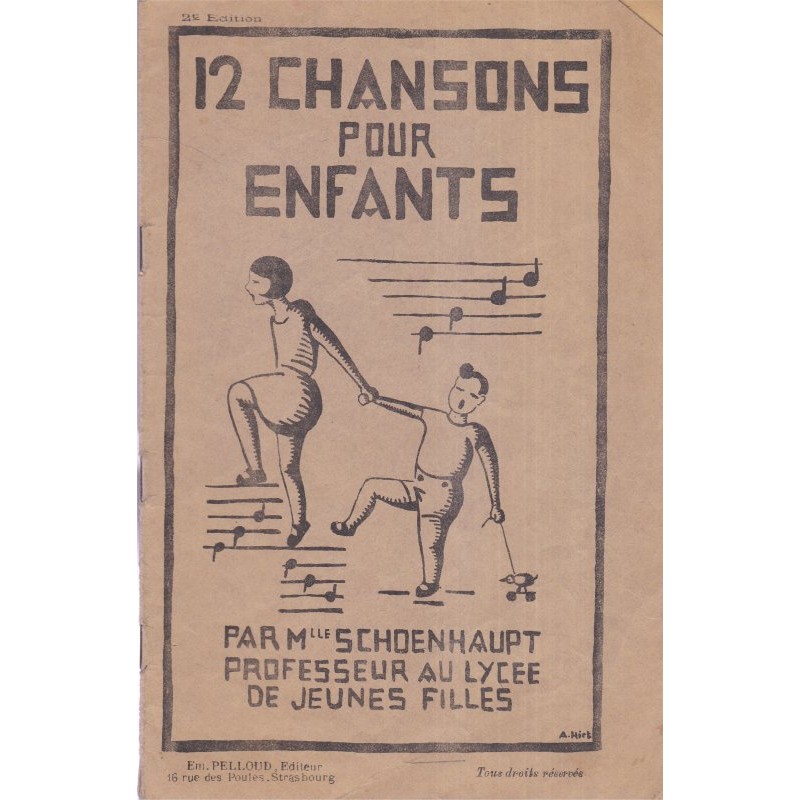 2e Edition
12 CHANSONS
POUR
ENFANTS
PAR MLLE SCHOENHAUPT
PROFESSEUR AU LYCEE
DE JEUNES FILLES
A. Hirt
Em. PELLOUD, Editeur
16 rue des Poules. Strasbourg
Tous droits réservés